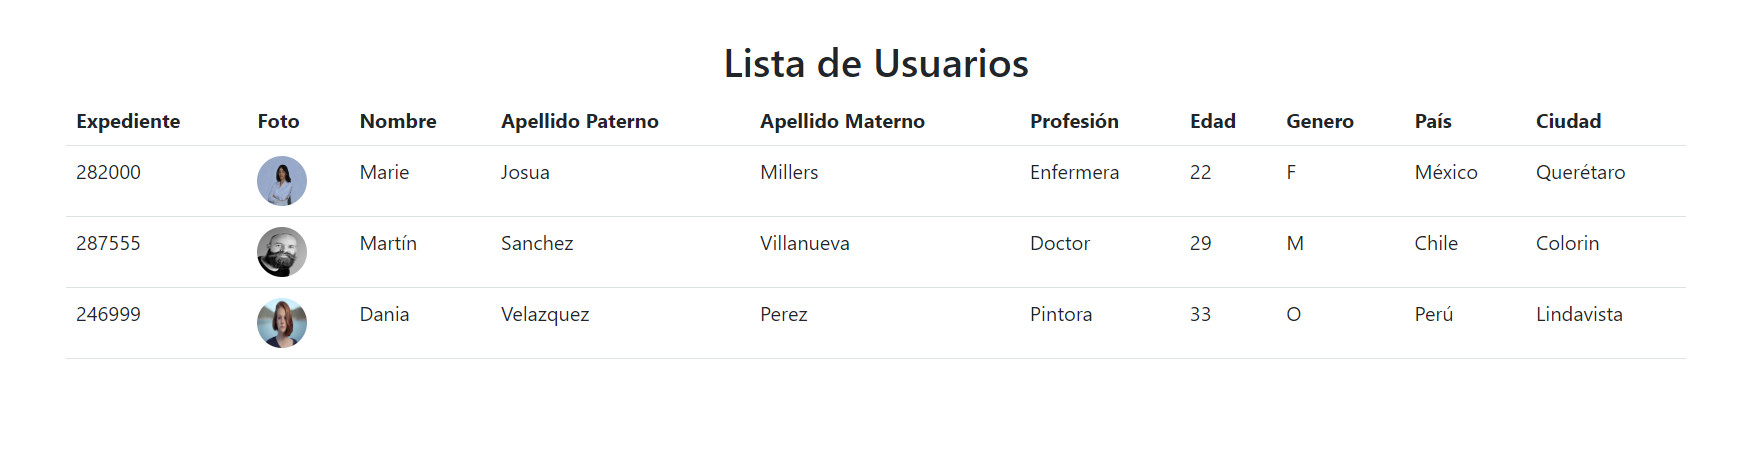 Lista de Usuarios
Expediente Foto Nombre Apellido Paterno Apellido Materno Profesión Edad Genero País Ciudad
282000 Marie Josua Millers Enfermera 22 F México Querétaro
287555 Martín Sanchez Villanueva Doctor 29 M Chile Colorin
246999 Dania Velazquez Perez Pintora 33 O Perú Lindavista